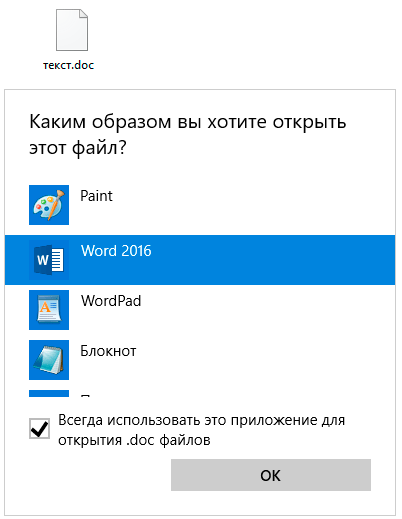 текст.doc
Каким образом вы хотите открыть
этот файл?
Paint
Word 2016
WordPad
Блокнот
Всегда использовать это приложение для
открытия .doc файлов
OK